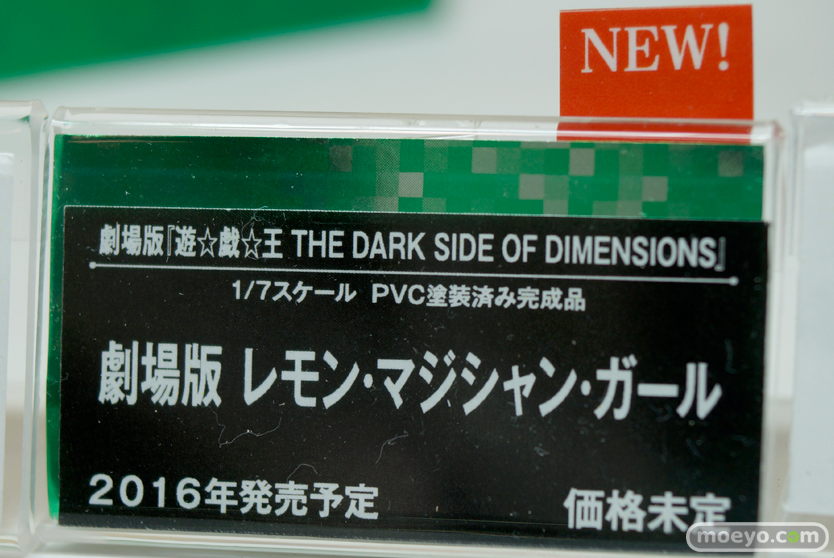 NEW!
劇場版『遊☆戯☆王 THE DARK SIDE OF DIMENSIONS』
1/7スケール PVC塗装済み完成品
劇場版 レモン・マジシャン・ガール
2016年発売予定 価格未定
moeyo.com